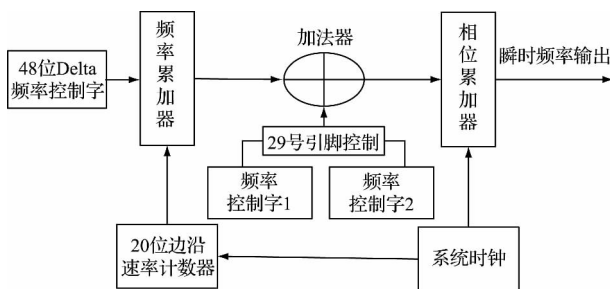 48位Delta
频率控制字
频率累加器
加法器
相位累加器
瞬时频率输出
29号引脚控制
频率
控制字1
频率
控制字2
20位边沿
速率计数器
系统时钟